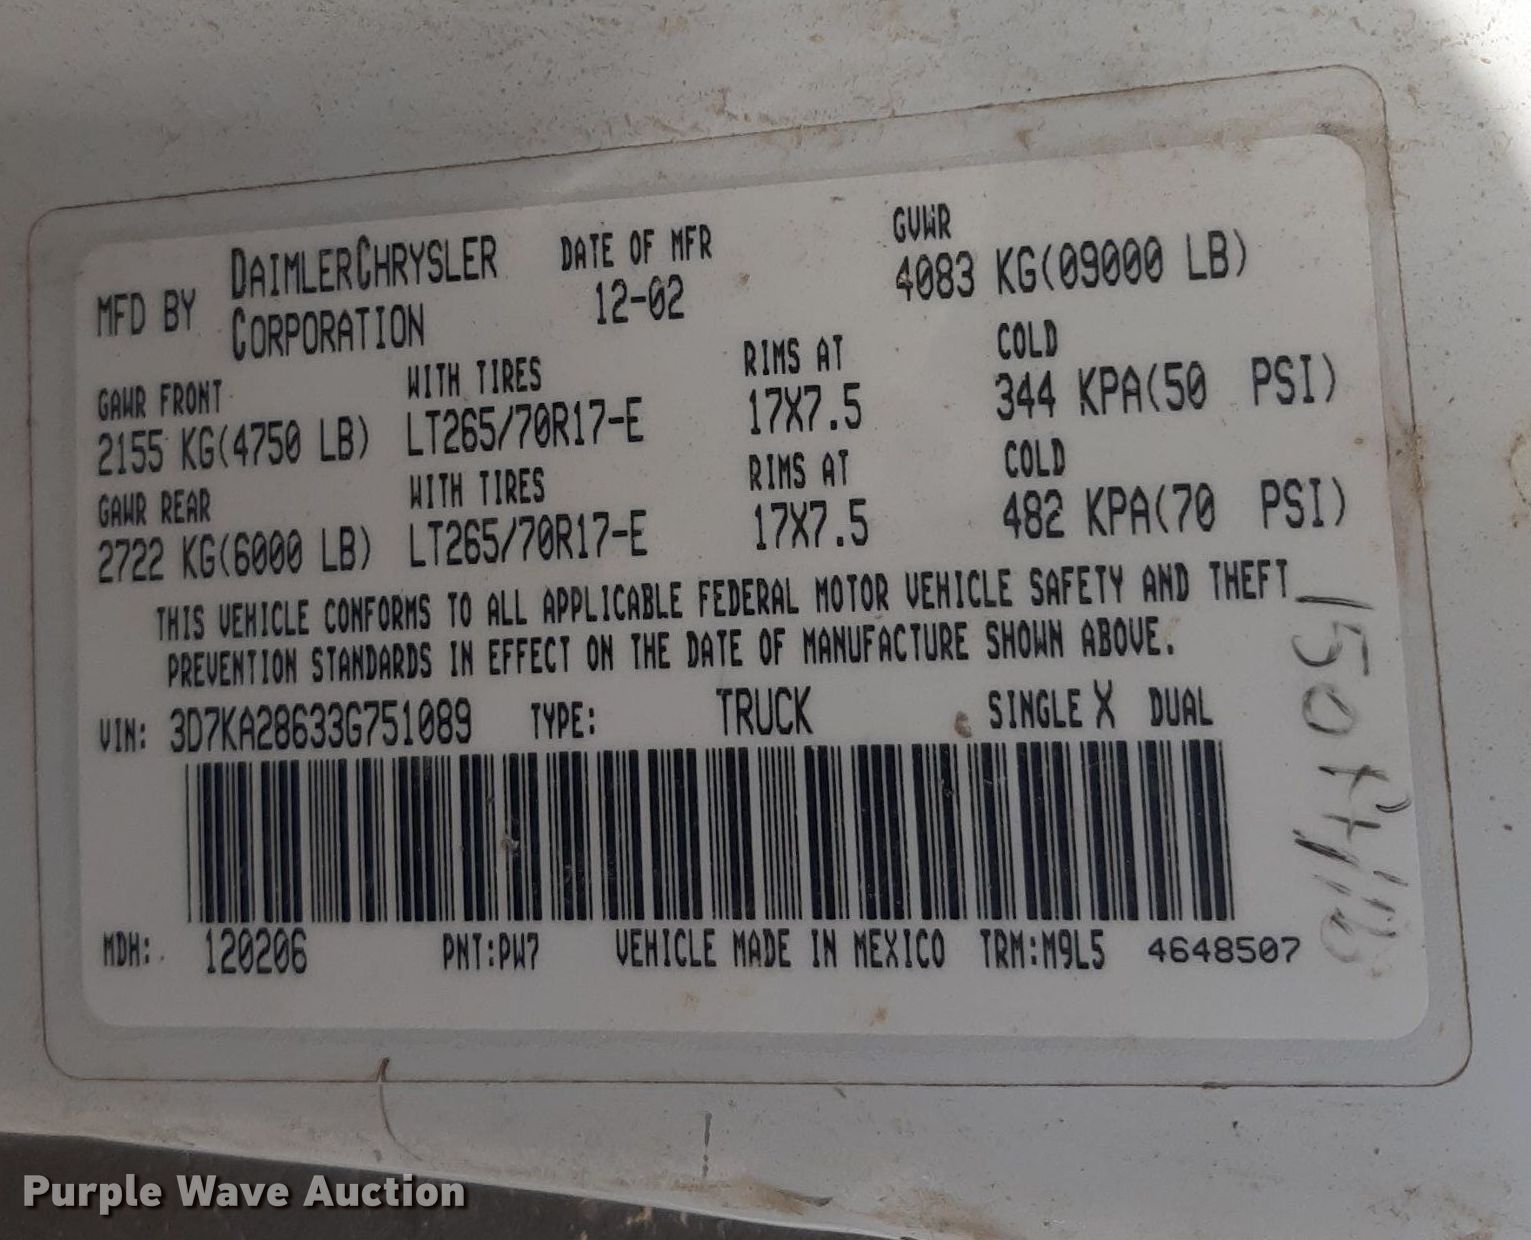 MFD BY DAIMLERCHRYSLER CORPORATION
DATE OF MFR
12-02
GVWR
4083 KG(09000 LB)
GAWR FRONT WITH TIRES RIMS AT COLD
2155 KG(4750 LB) LT265/70R17-E 17X7.5 344 KPA(50 PSI)
GAWR REAR WITH TIRES RIMS AT COLD
2722 KG(6000 LB) LT265/70R17-E 17X7.5 482 KPA(70 PSI)
THIS VEHICLE CONFORMS TO ALL APPLICABLE FEDERAL MOTOR VEHICLE SAFETY AND THEFT
PREVENTION STANDARDS IN EFFECT ON THE DATE OF MANUFACTURE SHOWN ABOVE.
VIN: 3D7KA28633G751089 TYPE: TRUCK SINGLE X DUAL
MDH: 120206 PNT:PW7 VEHICLE MADE IN MEXICO TRM:M9L5 4648507
150 ft/lb
Purple Wave Auction